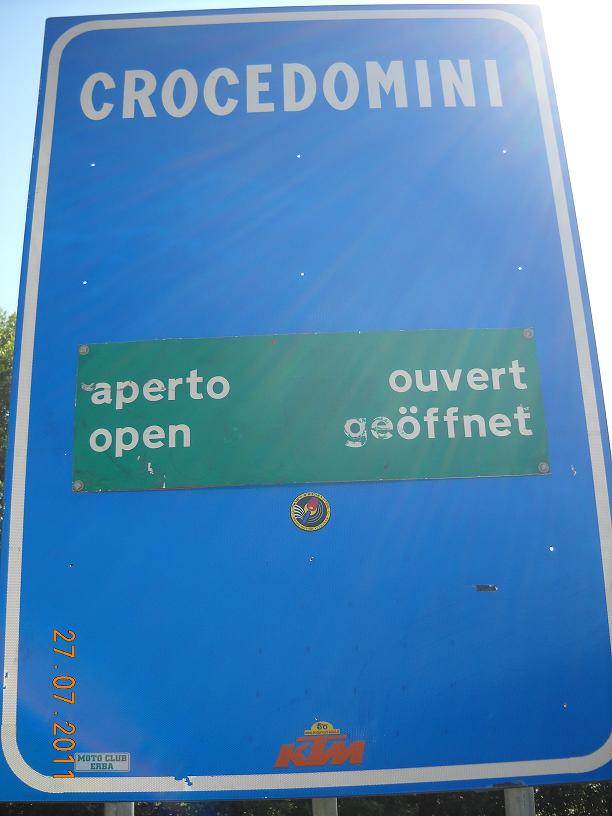 CROCEDOMINI
aperto ouvert
open geöffnet
27.07.2011
MOTO CLUB
ERBA
KTM